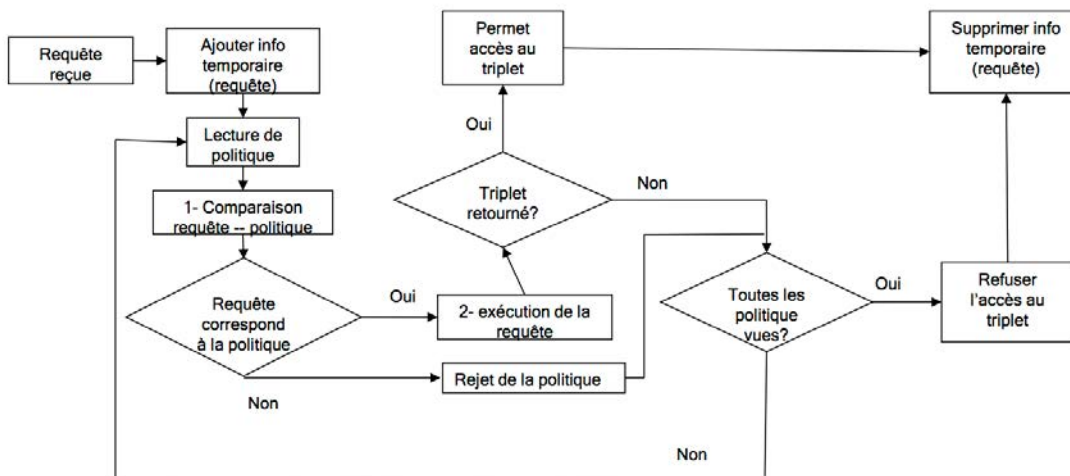 Requête
reçue
Ajouter info
temporaire
(requête)
Permet
accès au
triplet
Supprimer info
temporaire
(requête)
Oui
Lecture de
politique
Triplet
retourné?
Non
1- Comparaison
requête -- politique
Requête
correspond
à la politique
Oui
2- exécution de la
requête
Toutes les
politique
vues?
Oui
Refuser
l'accès au
triplet
Non
Rejet de la politique
Non